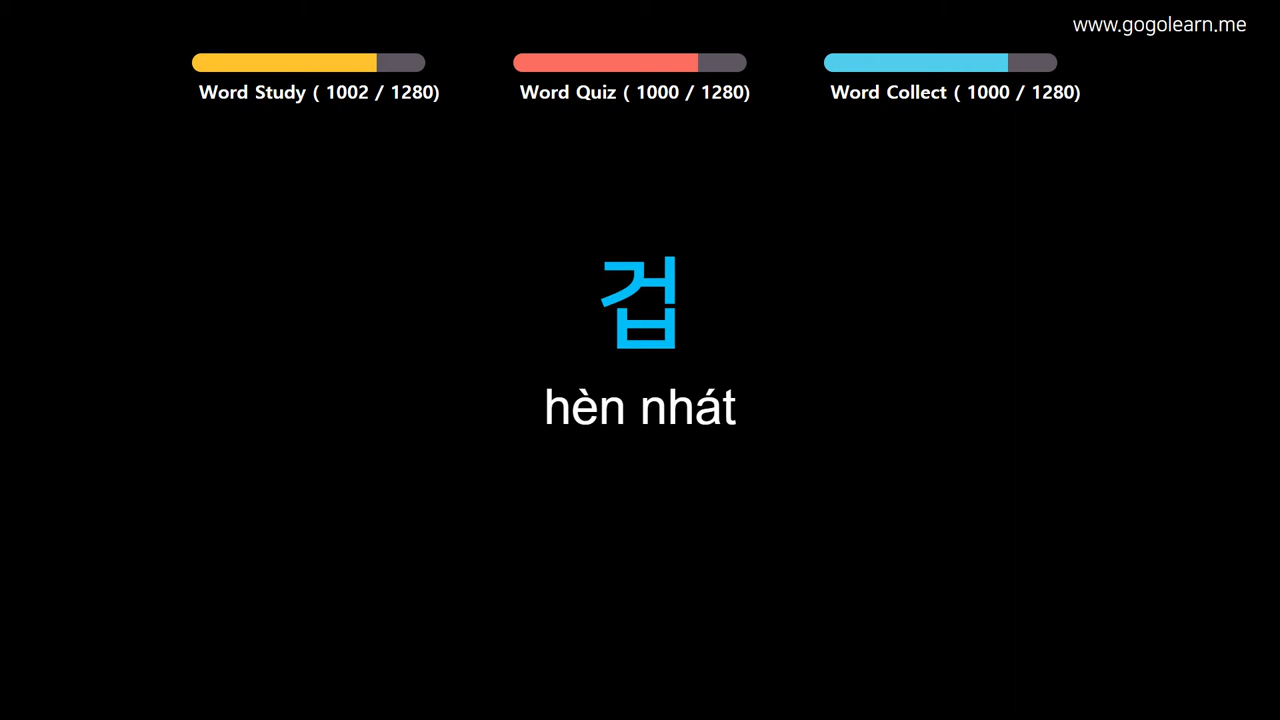 www.gogolearn.me
Word Study ( 1002 / 1280)
Word Quiz ( 1000 / 1280)
Word Collect ( 1000 / 1280)
겁
hèn nhát